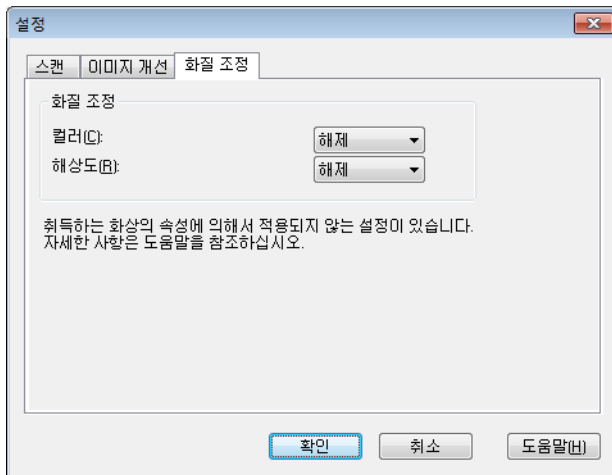 설정
스캔 이미지 개선 화질 조정
화질 조정
컬러(C): 해제
해상도(R): 해제
취득하는 화상의 속성에 의해서 적용되지 않는 설정이 있습니다.
자세한 사항은 도움말을 참조하십시오.
확인 취소 도움말(H)